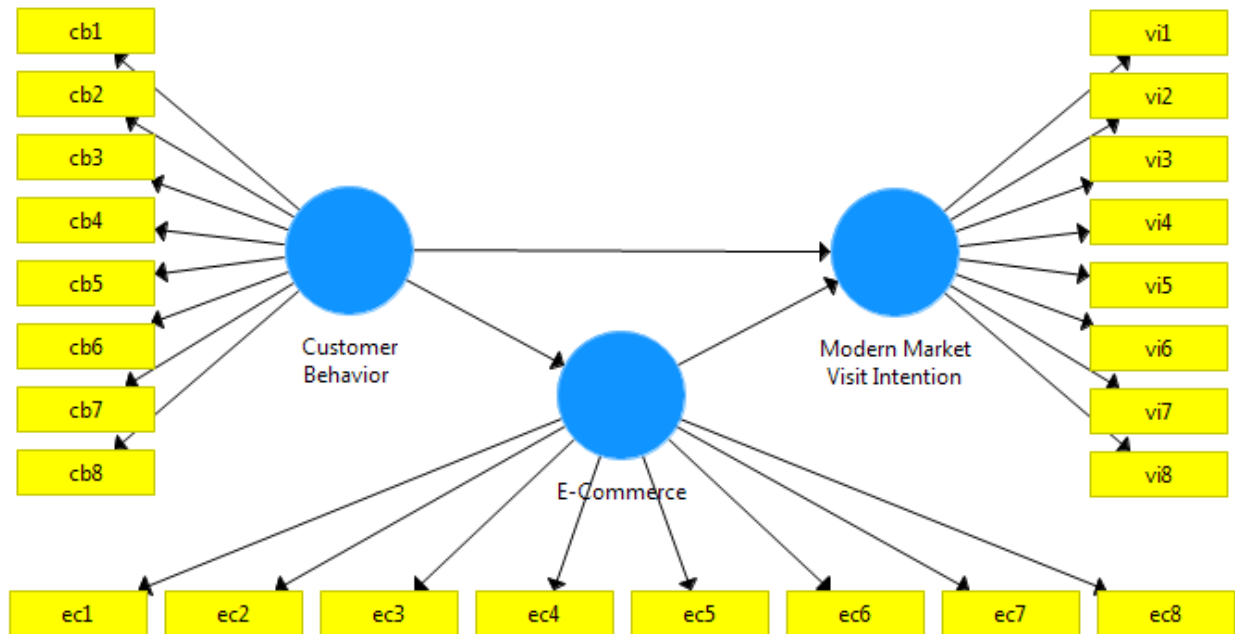 cb1
cb2
cb3
cb4
cb5
cb6
cb7
cb8
Customer
Behavior
E-Commerce
Modern Market
Visit Intention
vi1
vi2
vi3
vi4
vi5
vi6
vi7
vi8
ec1
ec2
ec3
ec4
ec5
ec6
ec7
ec8